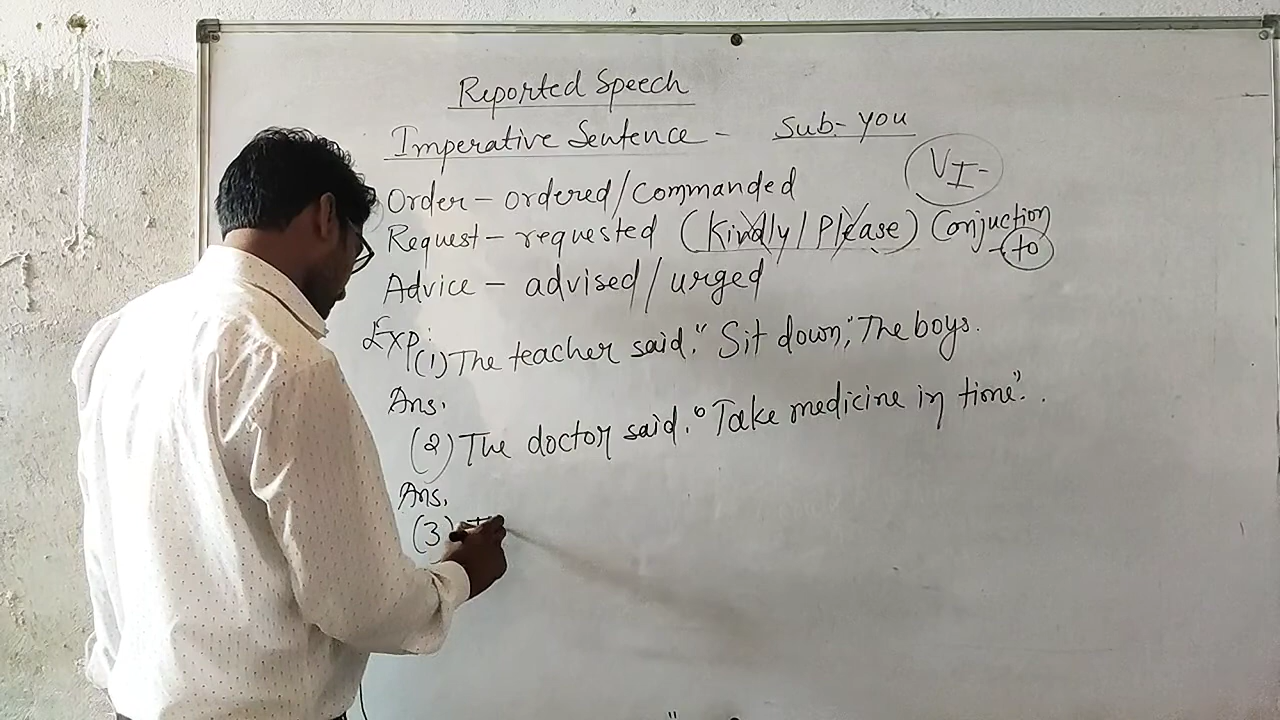 Reported Speech
Imperative Sentence - Sub- you
VI-
Order - ordered/Commanded
Request - requested (Kindly/Please) Conjuction
- to
Advice - advised/urged
Exp:
(1) The teacher said, "Sit down," The boys.
Ans.
(2) The doctor said, "Take medicine in time".
Ans.
(3)